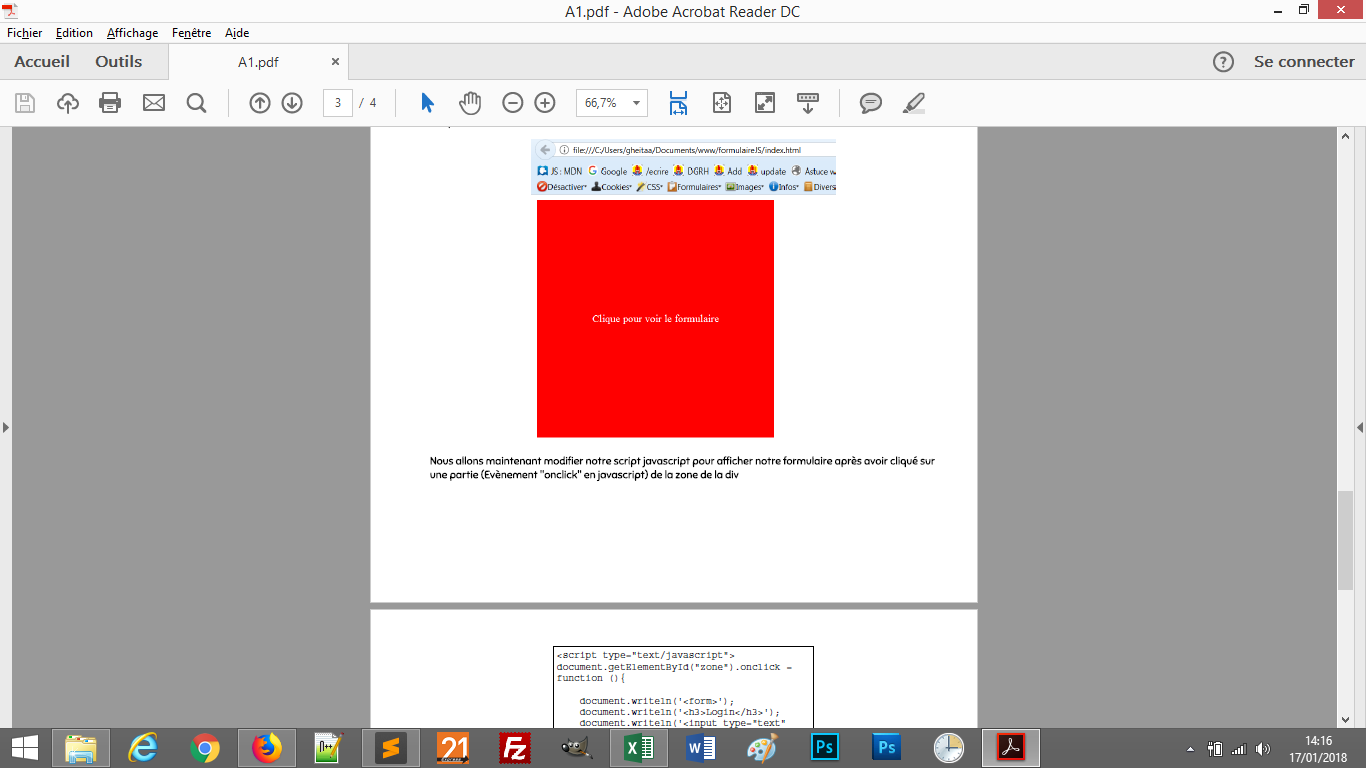 A1.pdf - Adobe Acrobat Reader DC
Fichier Edition Affichage Fenêtre Aide
Accueil Outils A1.pdf × ? Se connecter
3 / 4 66,7%
file:///C:/Users/gheitaa/Documents/www/formulaireJS/index.html
JS : MDN Google /ecrire DGRH Add update Astuce w
Désactiver Cookies CSS Formulaires Images Infos Divers
Clique pour voir le formulaire
Nous allons maintenant modifier notre script javascript pour afficher notre formulaire après avoir cliqué sur
une partie (Evènement "onclick" en javascript) de la zone de la div
<script type="text/javascript">
document.getElementById("zone").onclick =
function (){
document.writeln('<form>');
document.writeln('<h3>Login</h3>');
document.writeln('<input type="text"
N++ S 21 Fz X W Ps Ps
14:16
17/01/2018